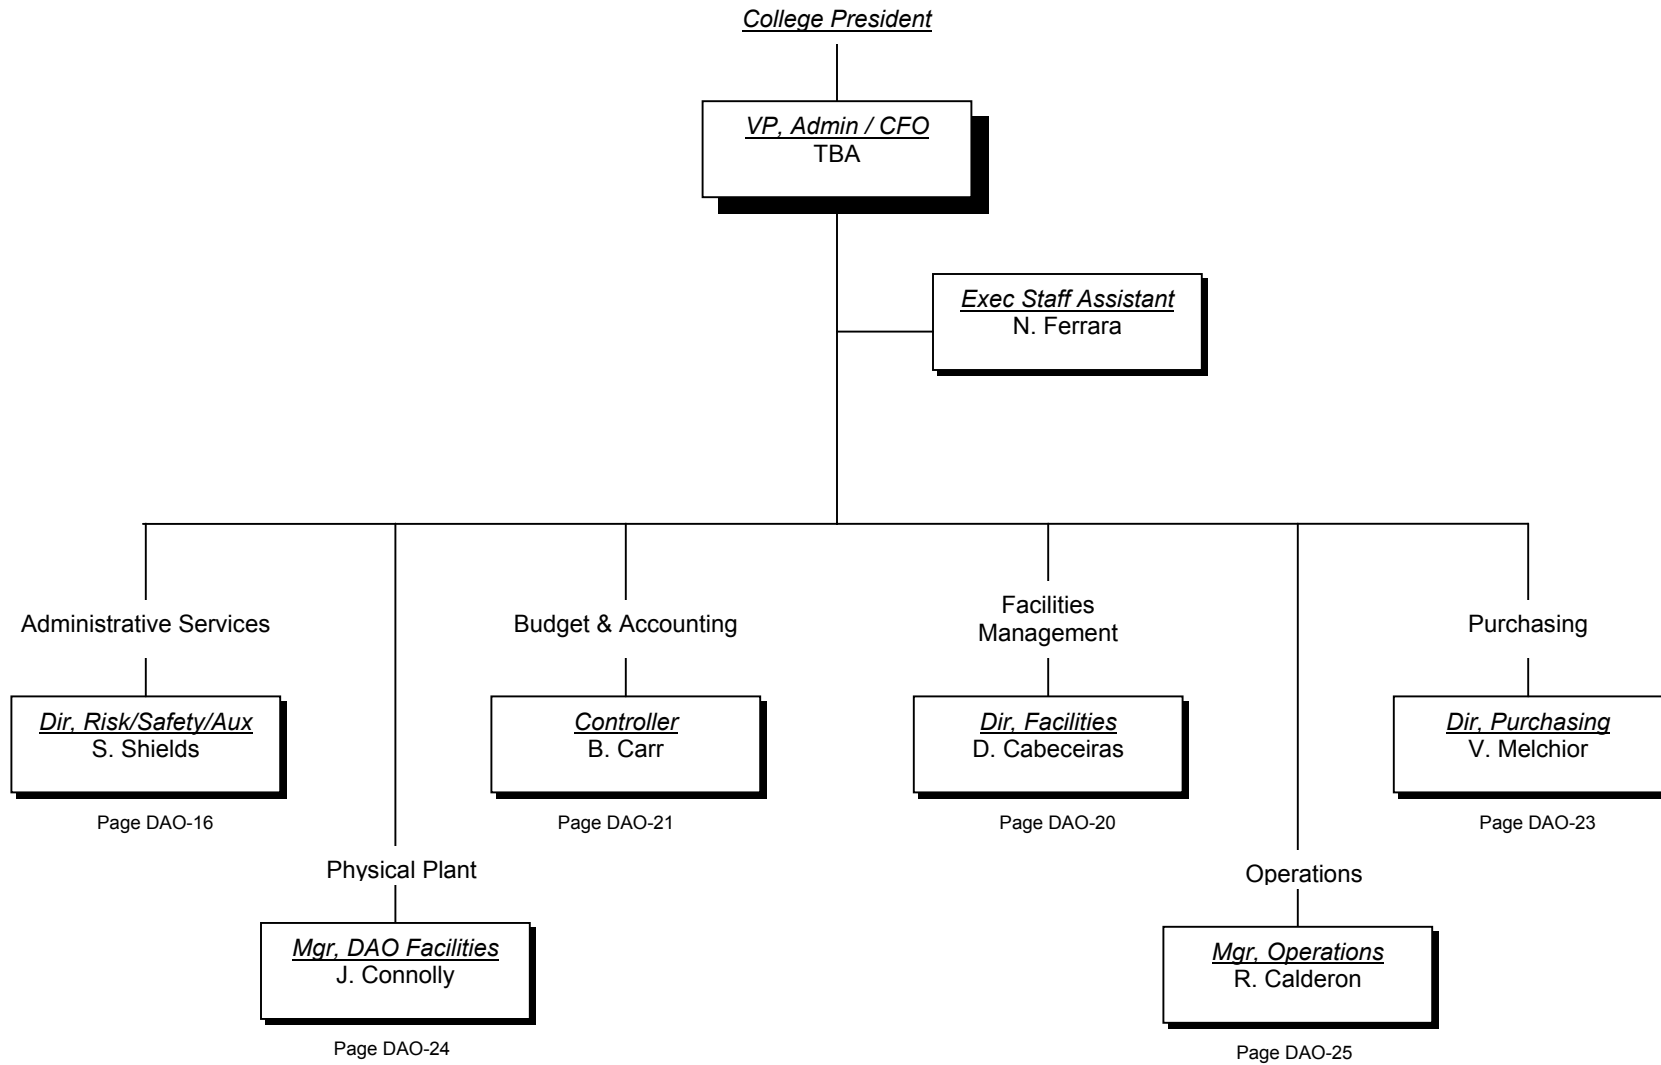 College President
VP, Admin / CFO
TBA
Exec Staff Assistant
N. Ferrara
Administrative Services
Dir, Risk/Safety/Aux
S. Shields
Page DAO-16
Physical Plant
Mgr, DAO Facilities
J. Connolly
Page DAO-24
Budget & Accounting
Controller
B. Carr
Page DAO-21
Facilities
Management
Dir, Facilities
D. Cabeceiras
Page DAO-20
Operations
Mgr, Operations
R. Calderon
Page DAO-25
Purchasing
Dir, Purchasing
V. Melchior
Page DAO-23